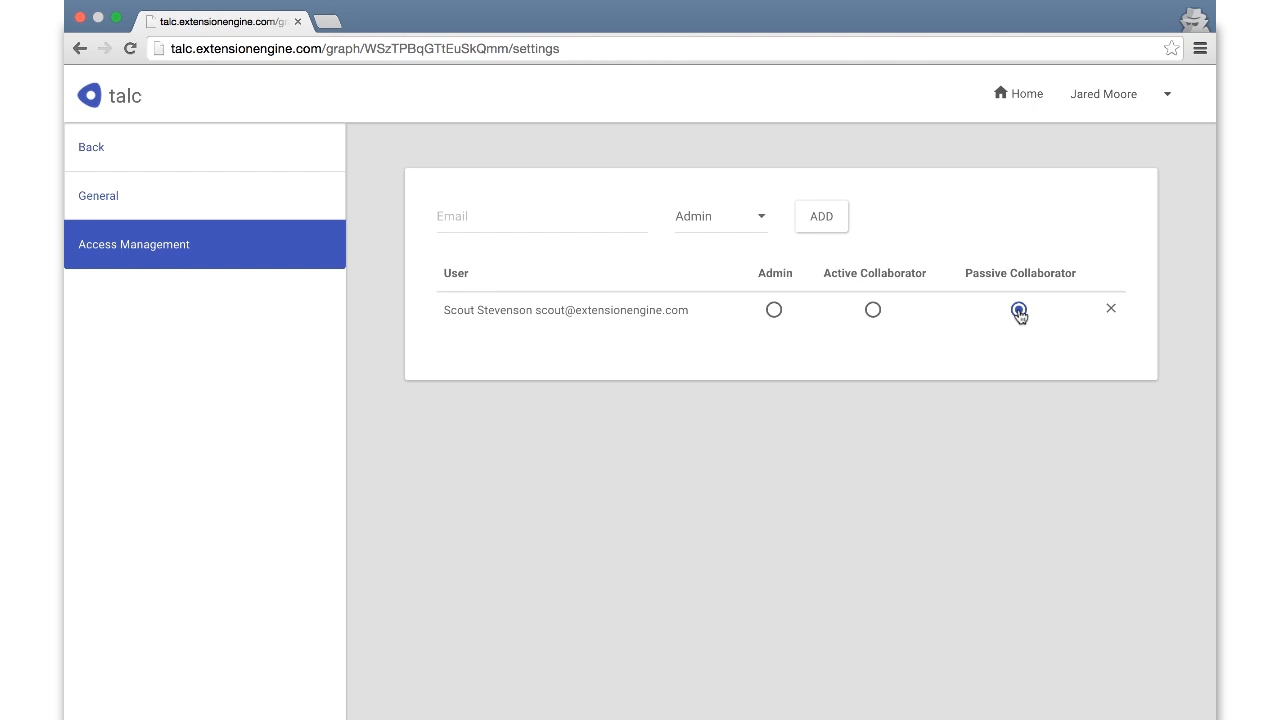 talc.extensionengine.com/gr
talc.extensionengine.com/graph/WSzTPBqGTtEuSkQmm/settings
talc
Home
Jared Moore
Back
General
Access Management
Email
Admin
ADD
User
Admin
Active Collaborator
Passive Collaborator
Scout Stevenson scout@extensionengine.com